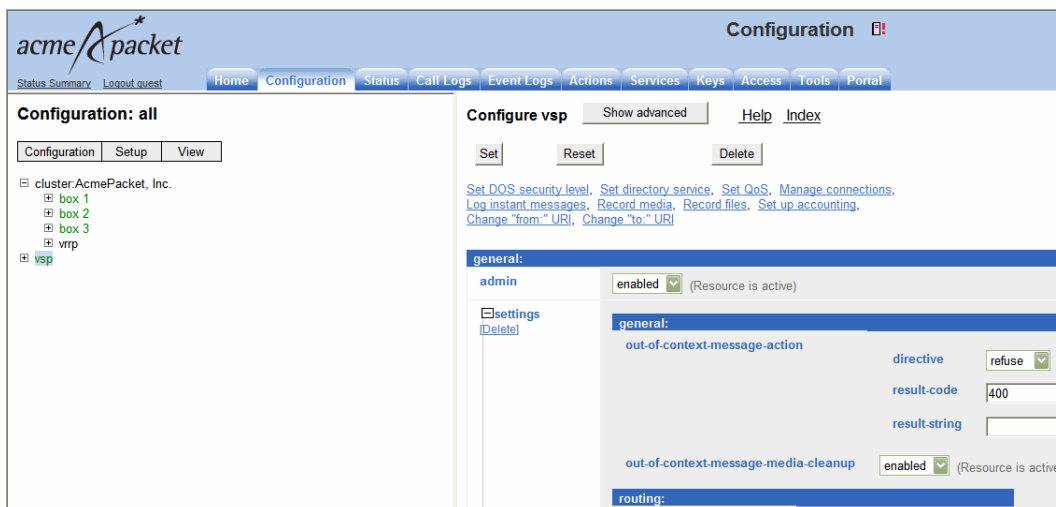 Configuration
acme packet
Status Summary Logout guest
Home Configuration Status Call Logs Event Logs Actions Services Keys Access Tools Portal
Configuration: all
Configuration Setup View
cluster:AcmePacket, Inc.
box 1
box 2
box 3
vrrp
vsp
Configure vsp Show advanced Help Index
Set Reset Delete
Set DOS security level, Set directory service, Set QoS, Manage connections,
Log instant messages, Record media, Record files, Set up accounting,
Change "from:" URI, Change "to:" URI
general:
admin enabled (Resource is active)
settings
[Delete]
general:
out-of-context-message-action
directive refuse
result-code 400
result-string
out-of-context-message-media-cleanup enabled (Resource is active
routing: